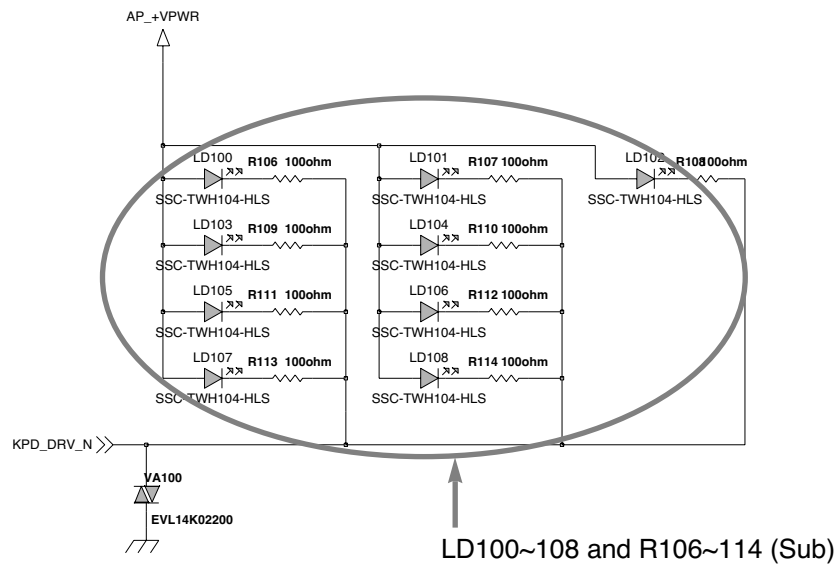 AP_+VPWR
LD100 R106 100ohm LD101 R107 100ohm LD102 R108 100ohm
SSC-TWH104-HLS SSC-TWH104-HLS SSC-TWH104-HLS
LD103 R109 100ohm LD104 R110 100ohm
SSC-TWH104-HLS SSC-TWH104-HLS
LD105 R111 100ohm LD106 R112 100ohm
SSC-TWH104-HLS SSC-TWH104-HLS
LD107 R113 100ohm LD108 R114 100ohm
SSC-TWH104-HLS SSC-TWH104-HLS
KPD_DRV_N
VA100
EVL14K02200
LD100~108 and R106~114 (Sub)